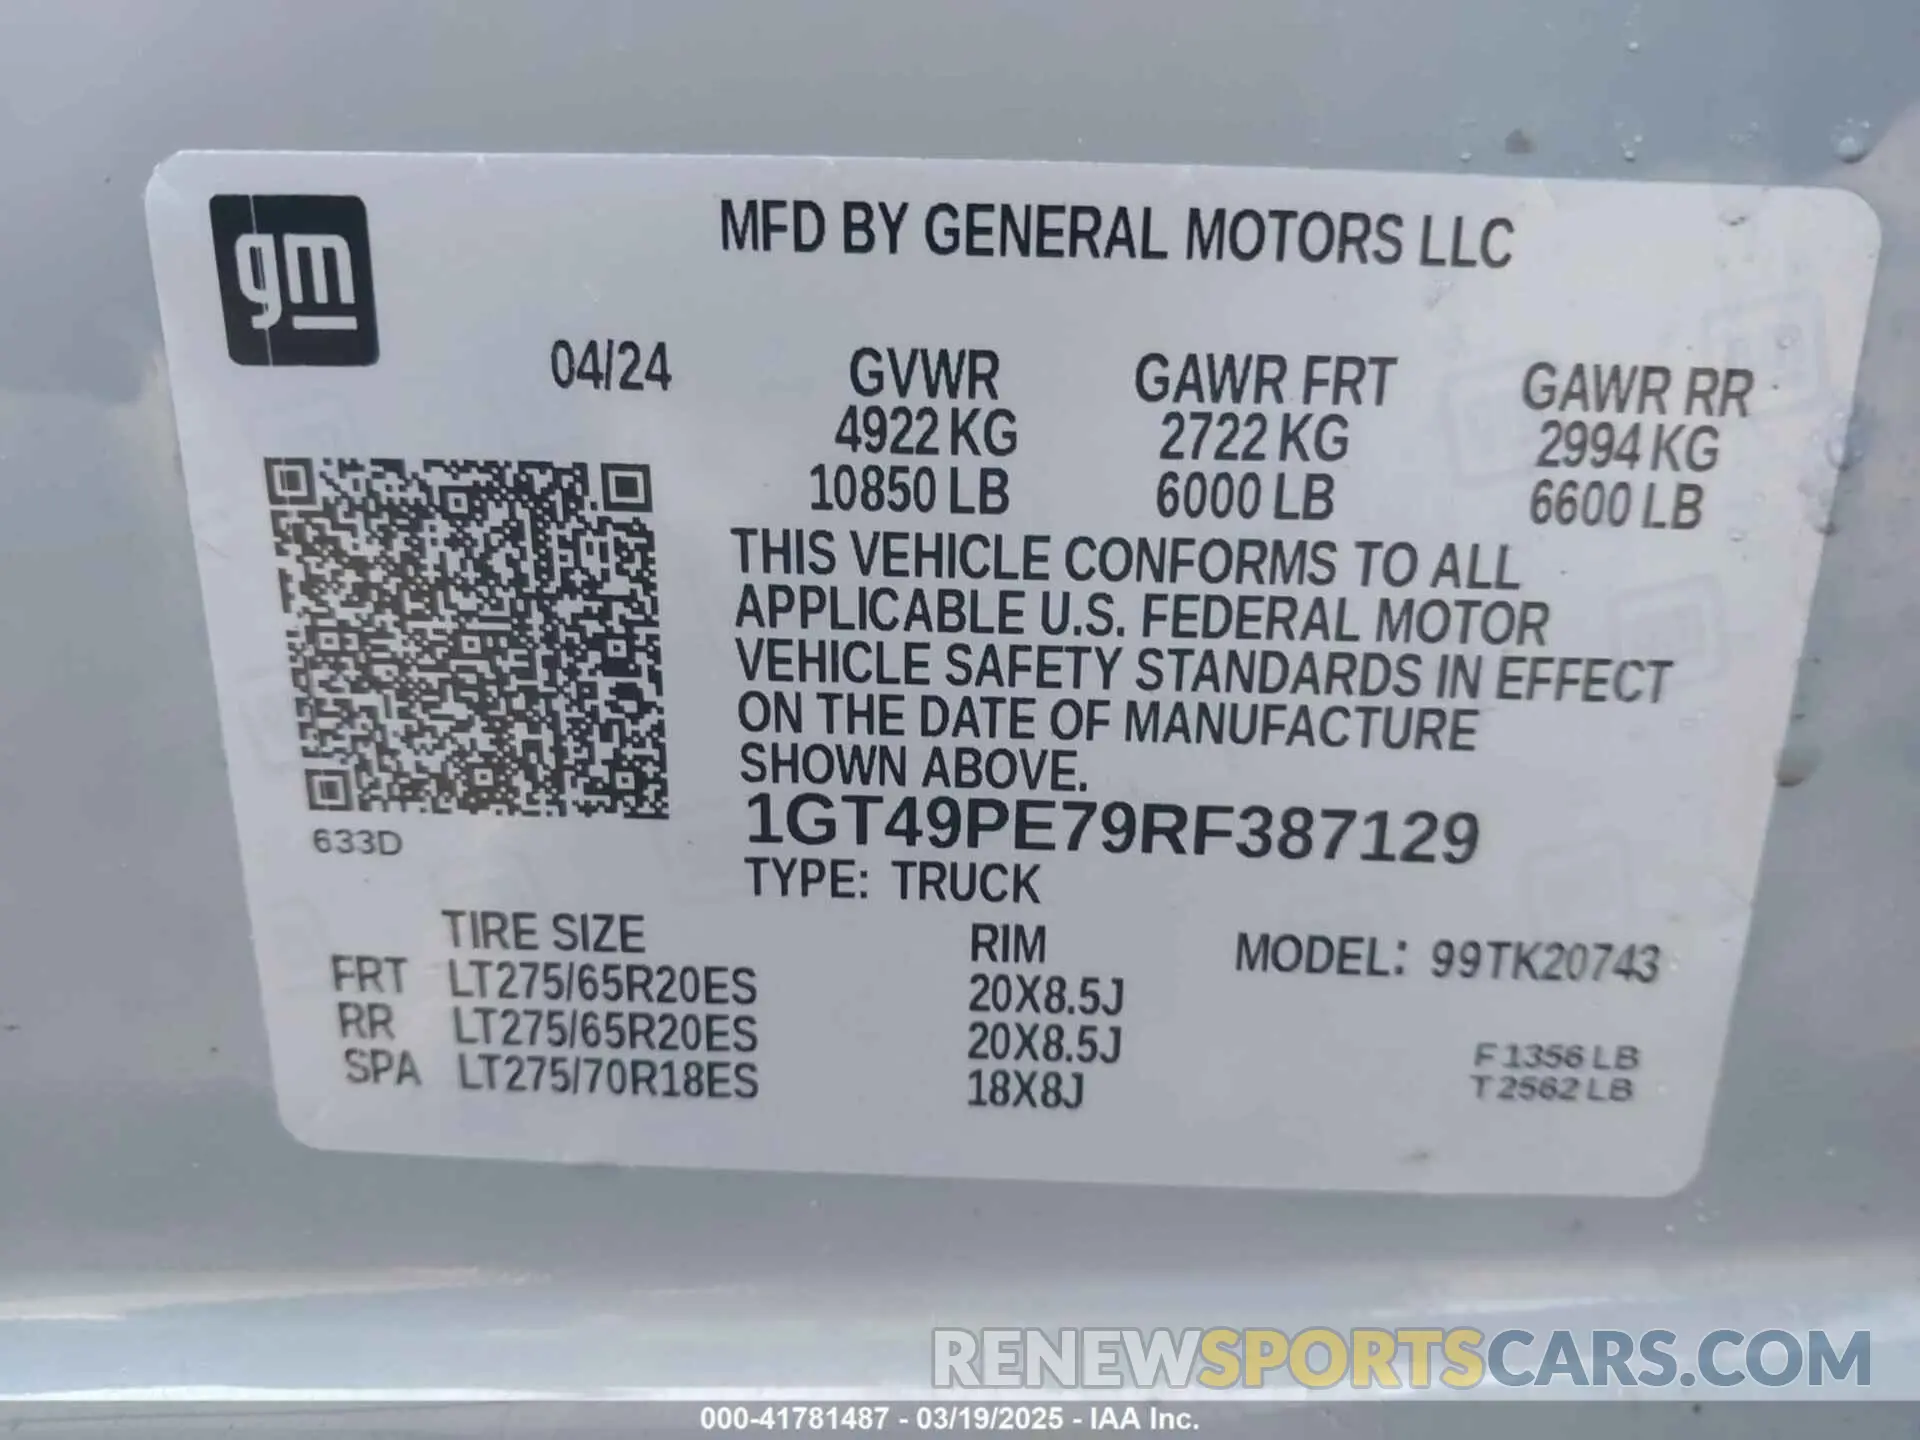 gm
MFD BY GENERAL MOTORS LLC
04/24 GVWR GAWR FRT GAWR RR
4922 KG 2722 KG 2994 KG
10850 LB 6000 LB 6600 LB
THIS VEHICLE CONFORMS TO ALL
APPLICABLE U.S. FEDERAL MOTOR
VEHICLE SAFETY STANDARDS IN EFFECT
ON THE DATE OF MANUFACTURE
SHOWN ABOVE.
1GT49PE79RF387129
633D
TYPE: TRUCK
TIRE SIZE RIM MODEL: 99TK20743
FRT LT275/65R20ES 20X8.5J
RR LT275/65R20ES 20X8.5J
SPA LT275/70R18ES 18X8J
F 1356 LB
T 2562 LB
RENEWSPORTSCARS.COM
000-41781487 - 03/19/2025 - IAA Inc.